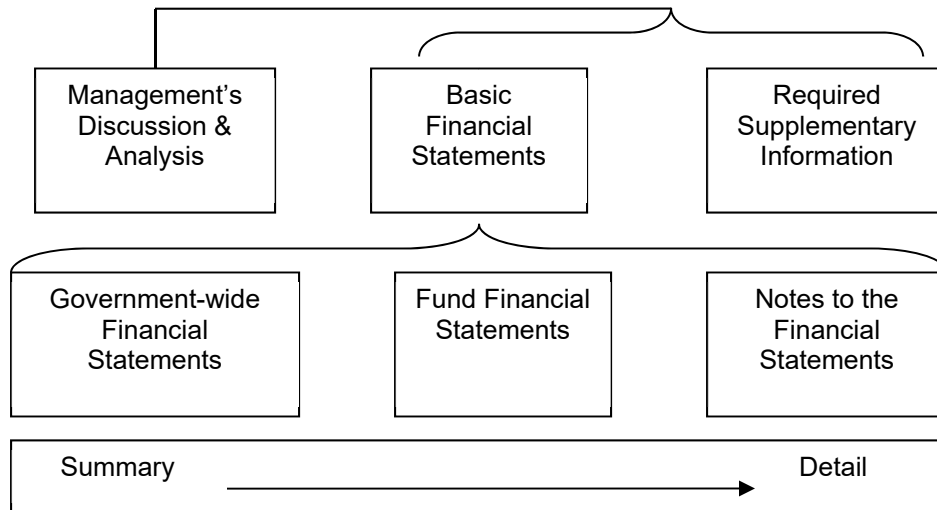 Management’s
Discussion &
Analysis
Basic
Financial
Statements
Required
Supplementary
Information
Government-wide
Financial
Statements
Fund Financial
Statements
Notes to the
Financial
Statements
Summary
Detail